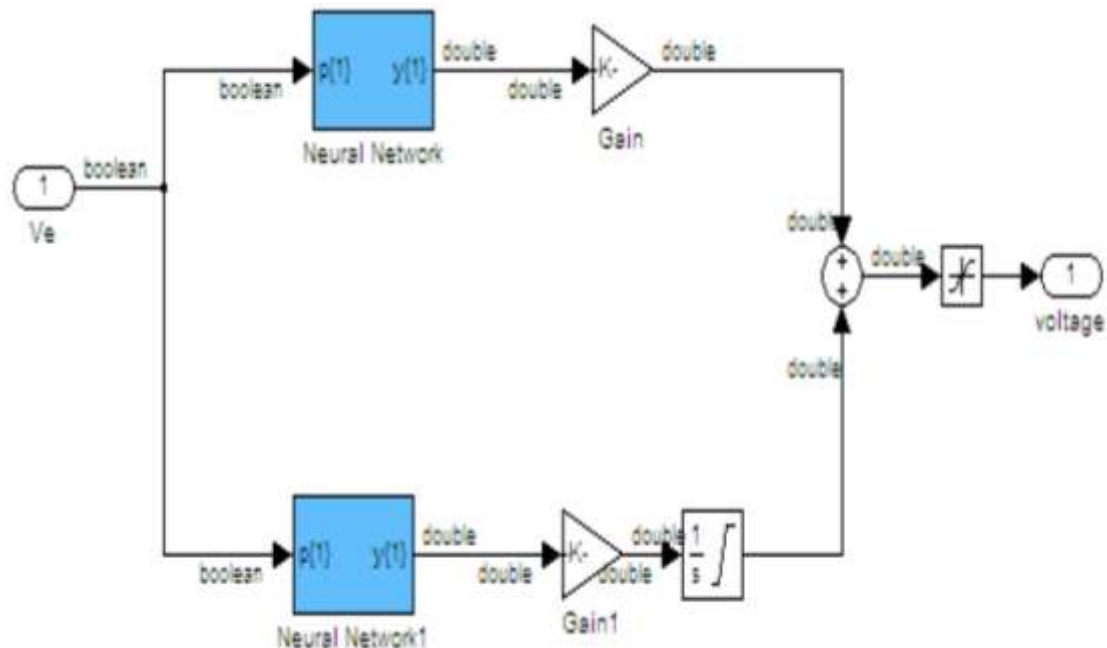 double
double
p{1} y{1}
K-
boolean
double
Gain
Neural Network
boolean
1
Ve
double
+
+
double
1
voltage
double
double
double
p{1} y{1}
K-
1
s
boolean
double
double
Gain1
Neural Network1